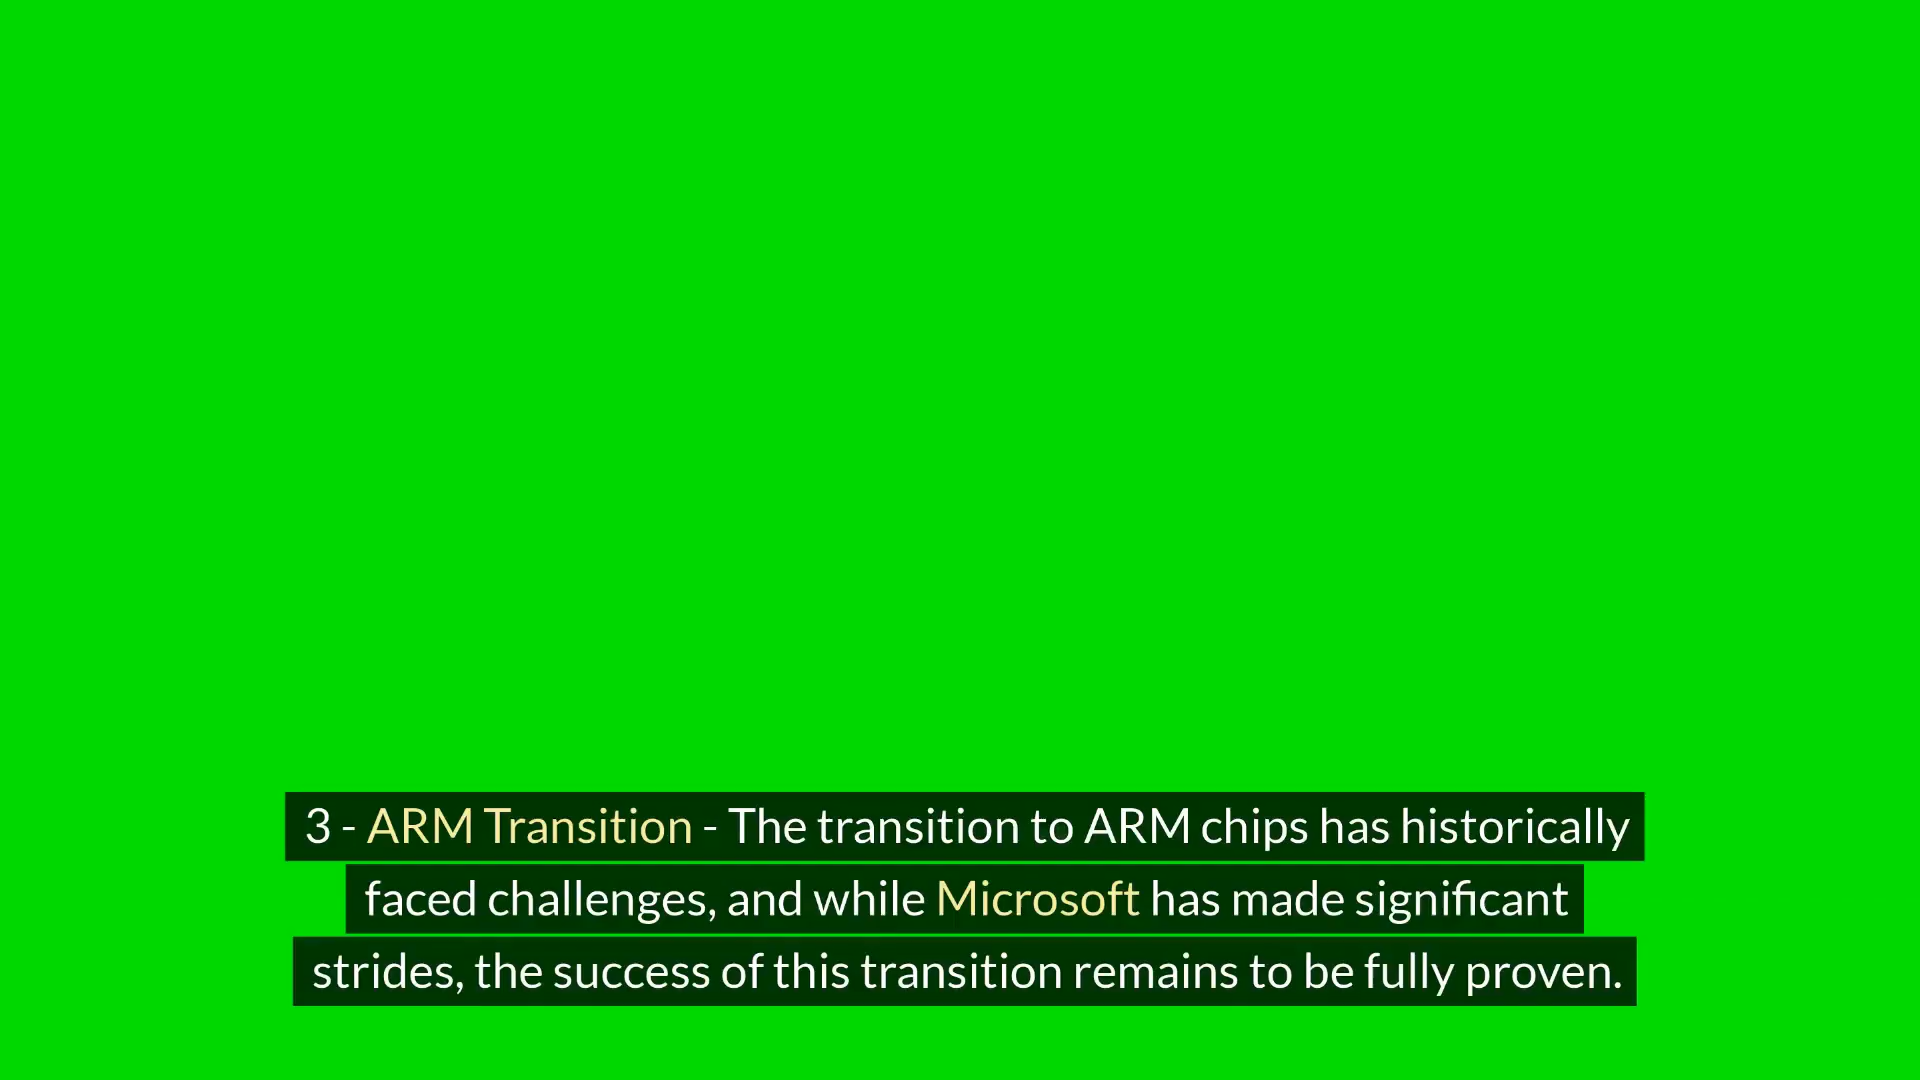 3 - ARM Transition - The transition to ARM chips has historically
faced challenges, and while Microsoft has made significant
strides, the success of this transition remains to be fully proven.